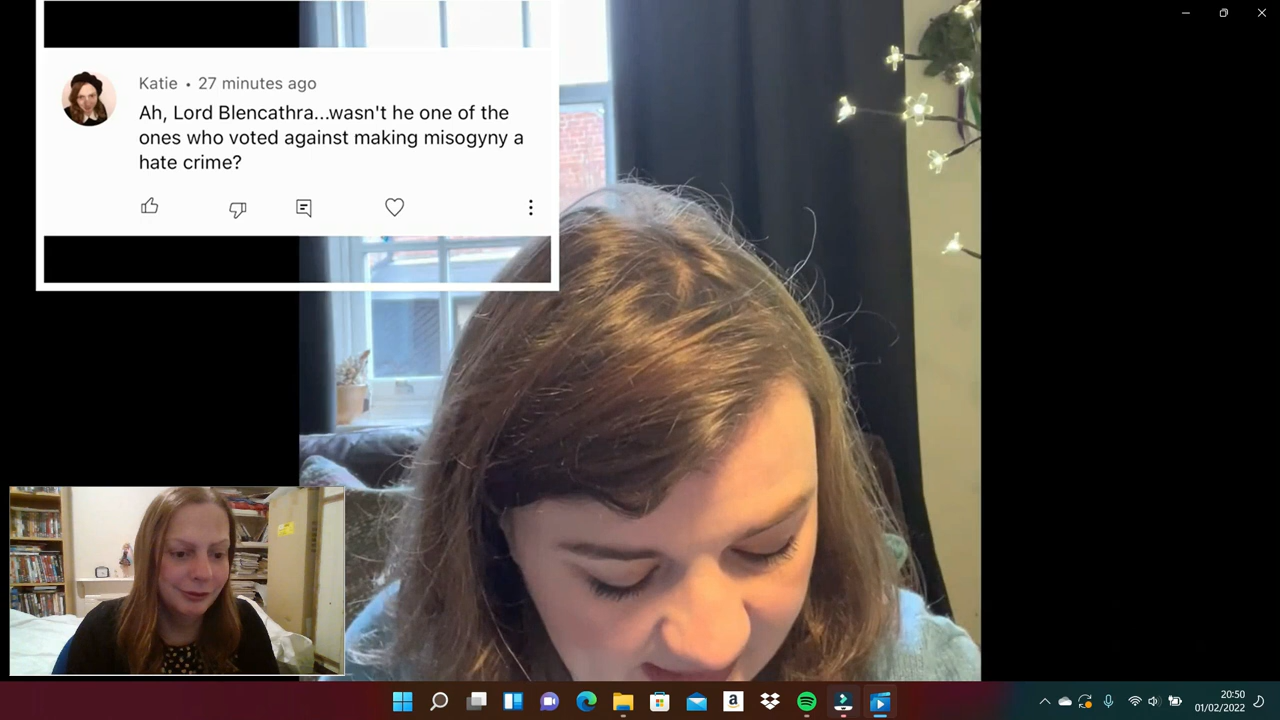 Katie • 27 minutes ago
Ah, Lord Blencathra...wasn't he one of the
ones who voted against making misogyny a
hate crime?
20:50
01/02/2022